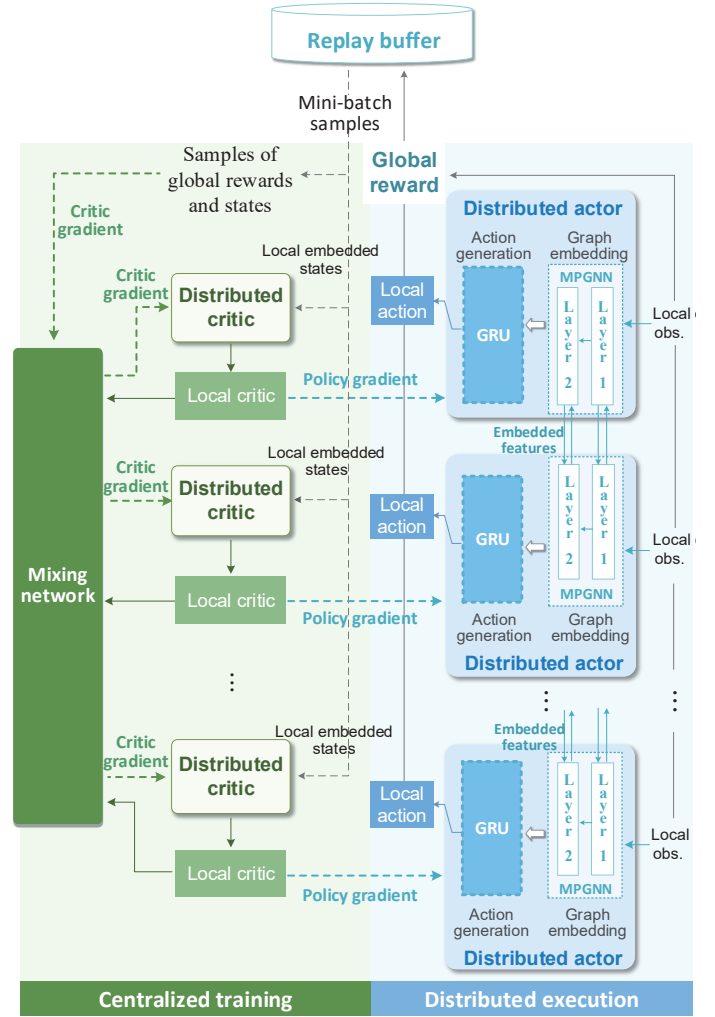 Replay buffer
Mini-batch
samples
Samples of
global rewards
and states
Global
reward
Critic
gradient
Distributed actor
Action
generation
Graph
embedding
MPGNN
Local embedded
states
Critic
gradient
Distributed
critic
Local
action
GRU
Layer 2
Layer 1
Local o
obs.
Local critic
Policy gradient
Embedded
features
Critic
gradient
Local embedded
states
Distributed
critic
Local
action
GRU
Layer 2
Layer 1
Local o
obs.
MPGNN
Mixing
network
Local critic
Policy gradient
Action
generation
Graph
embedding
Distributed actor
...
...
...
Embedded
features
Critic
gradient
Local embedded
states
Distributed
critic
Local
action
GRU
Layer 2
Layer 1
Local
obs.
MPGNN
Local critic
Policy gradient
Action
generation
Graph
embedding
Distributed actor
Centralized training
Distributed execution